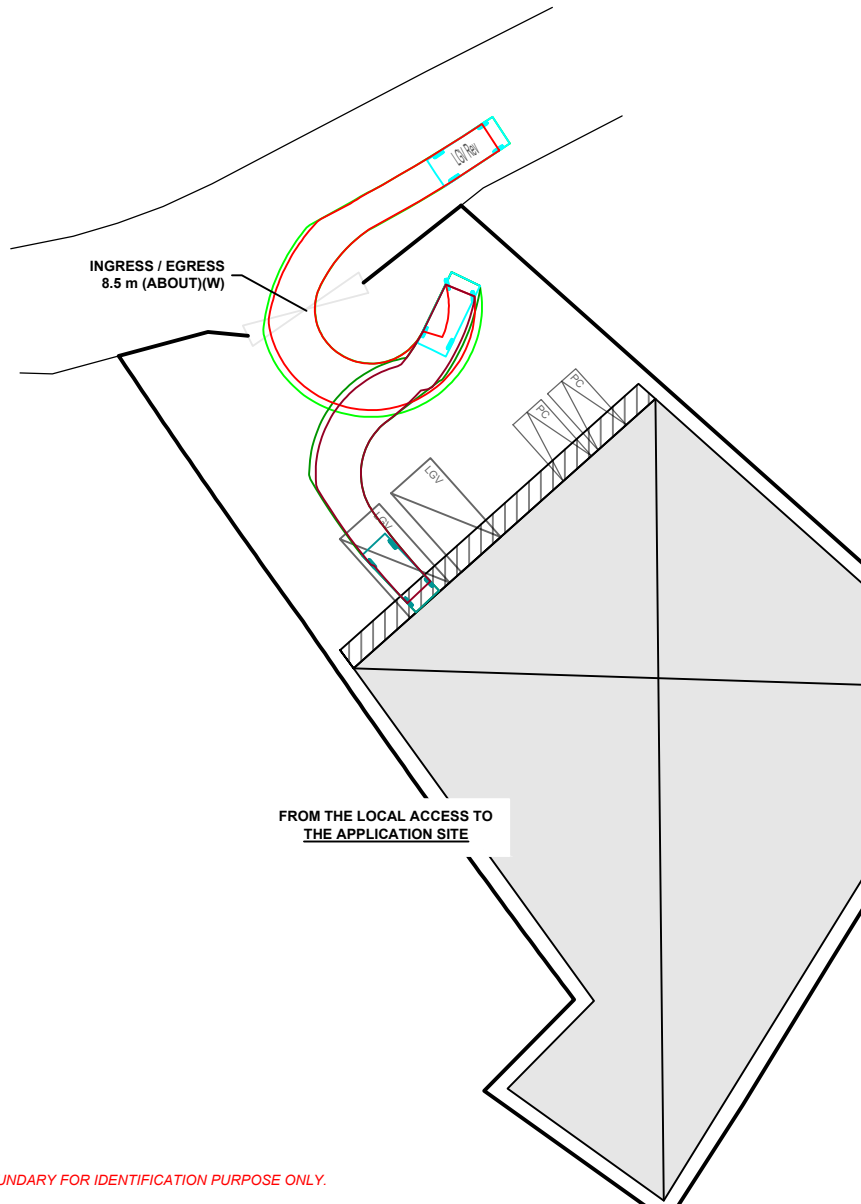 LGV Rev
INGRESS / EGRESS
8.5 m (ABOUT)(W)
PC
PC
LGV
LGV
FROM THE LOCAL ACCESS TO
THE APPLICATION SITE
UNDARY FOR IDENTIFICATION PURPOSE ONLY.